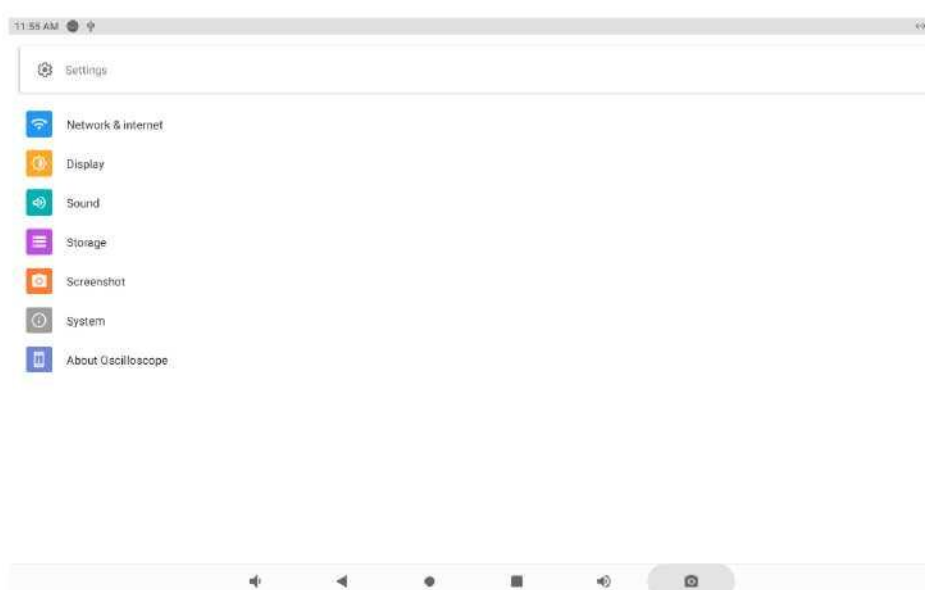 11:55 AM
Settings
Network & internet
Display
Sound
Storage
Screenshot
System
About Oscilloscope